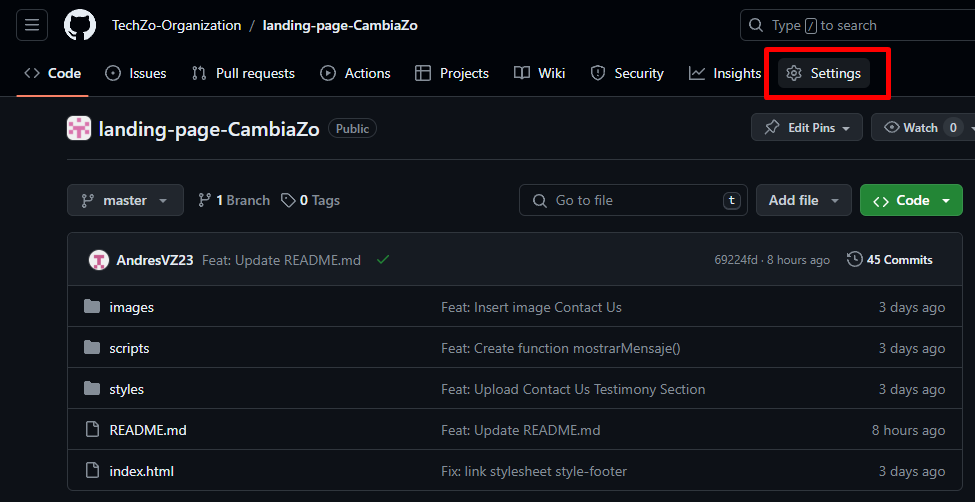 TechZo-Organization / landing-page-CambiaZo Type / to search
Code Issues Pull requests Actions Projects Wiki Security Insights Settings
landing-page-CambiaZo Public Edit Pins Watch 0
master 1 Branch 0 Tags Go to file t Add file Code
AndresVZ23 Feat: Update README.md 69224fd · 8 hours ago 45 Commits
images Feat: Insert image Contact Us 3 days ago
scripts Feat: Create function mostrarMensaje() 3 days ago
styles Feat: Upload Contact Us Testimony Section 3 days ago
README.md Feat: Update README.md 8 hours ago
index.html Fix: link stylesheet style-footer 3 days ago